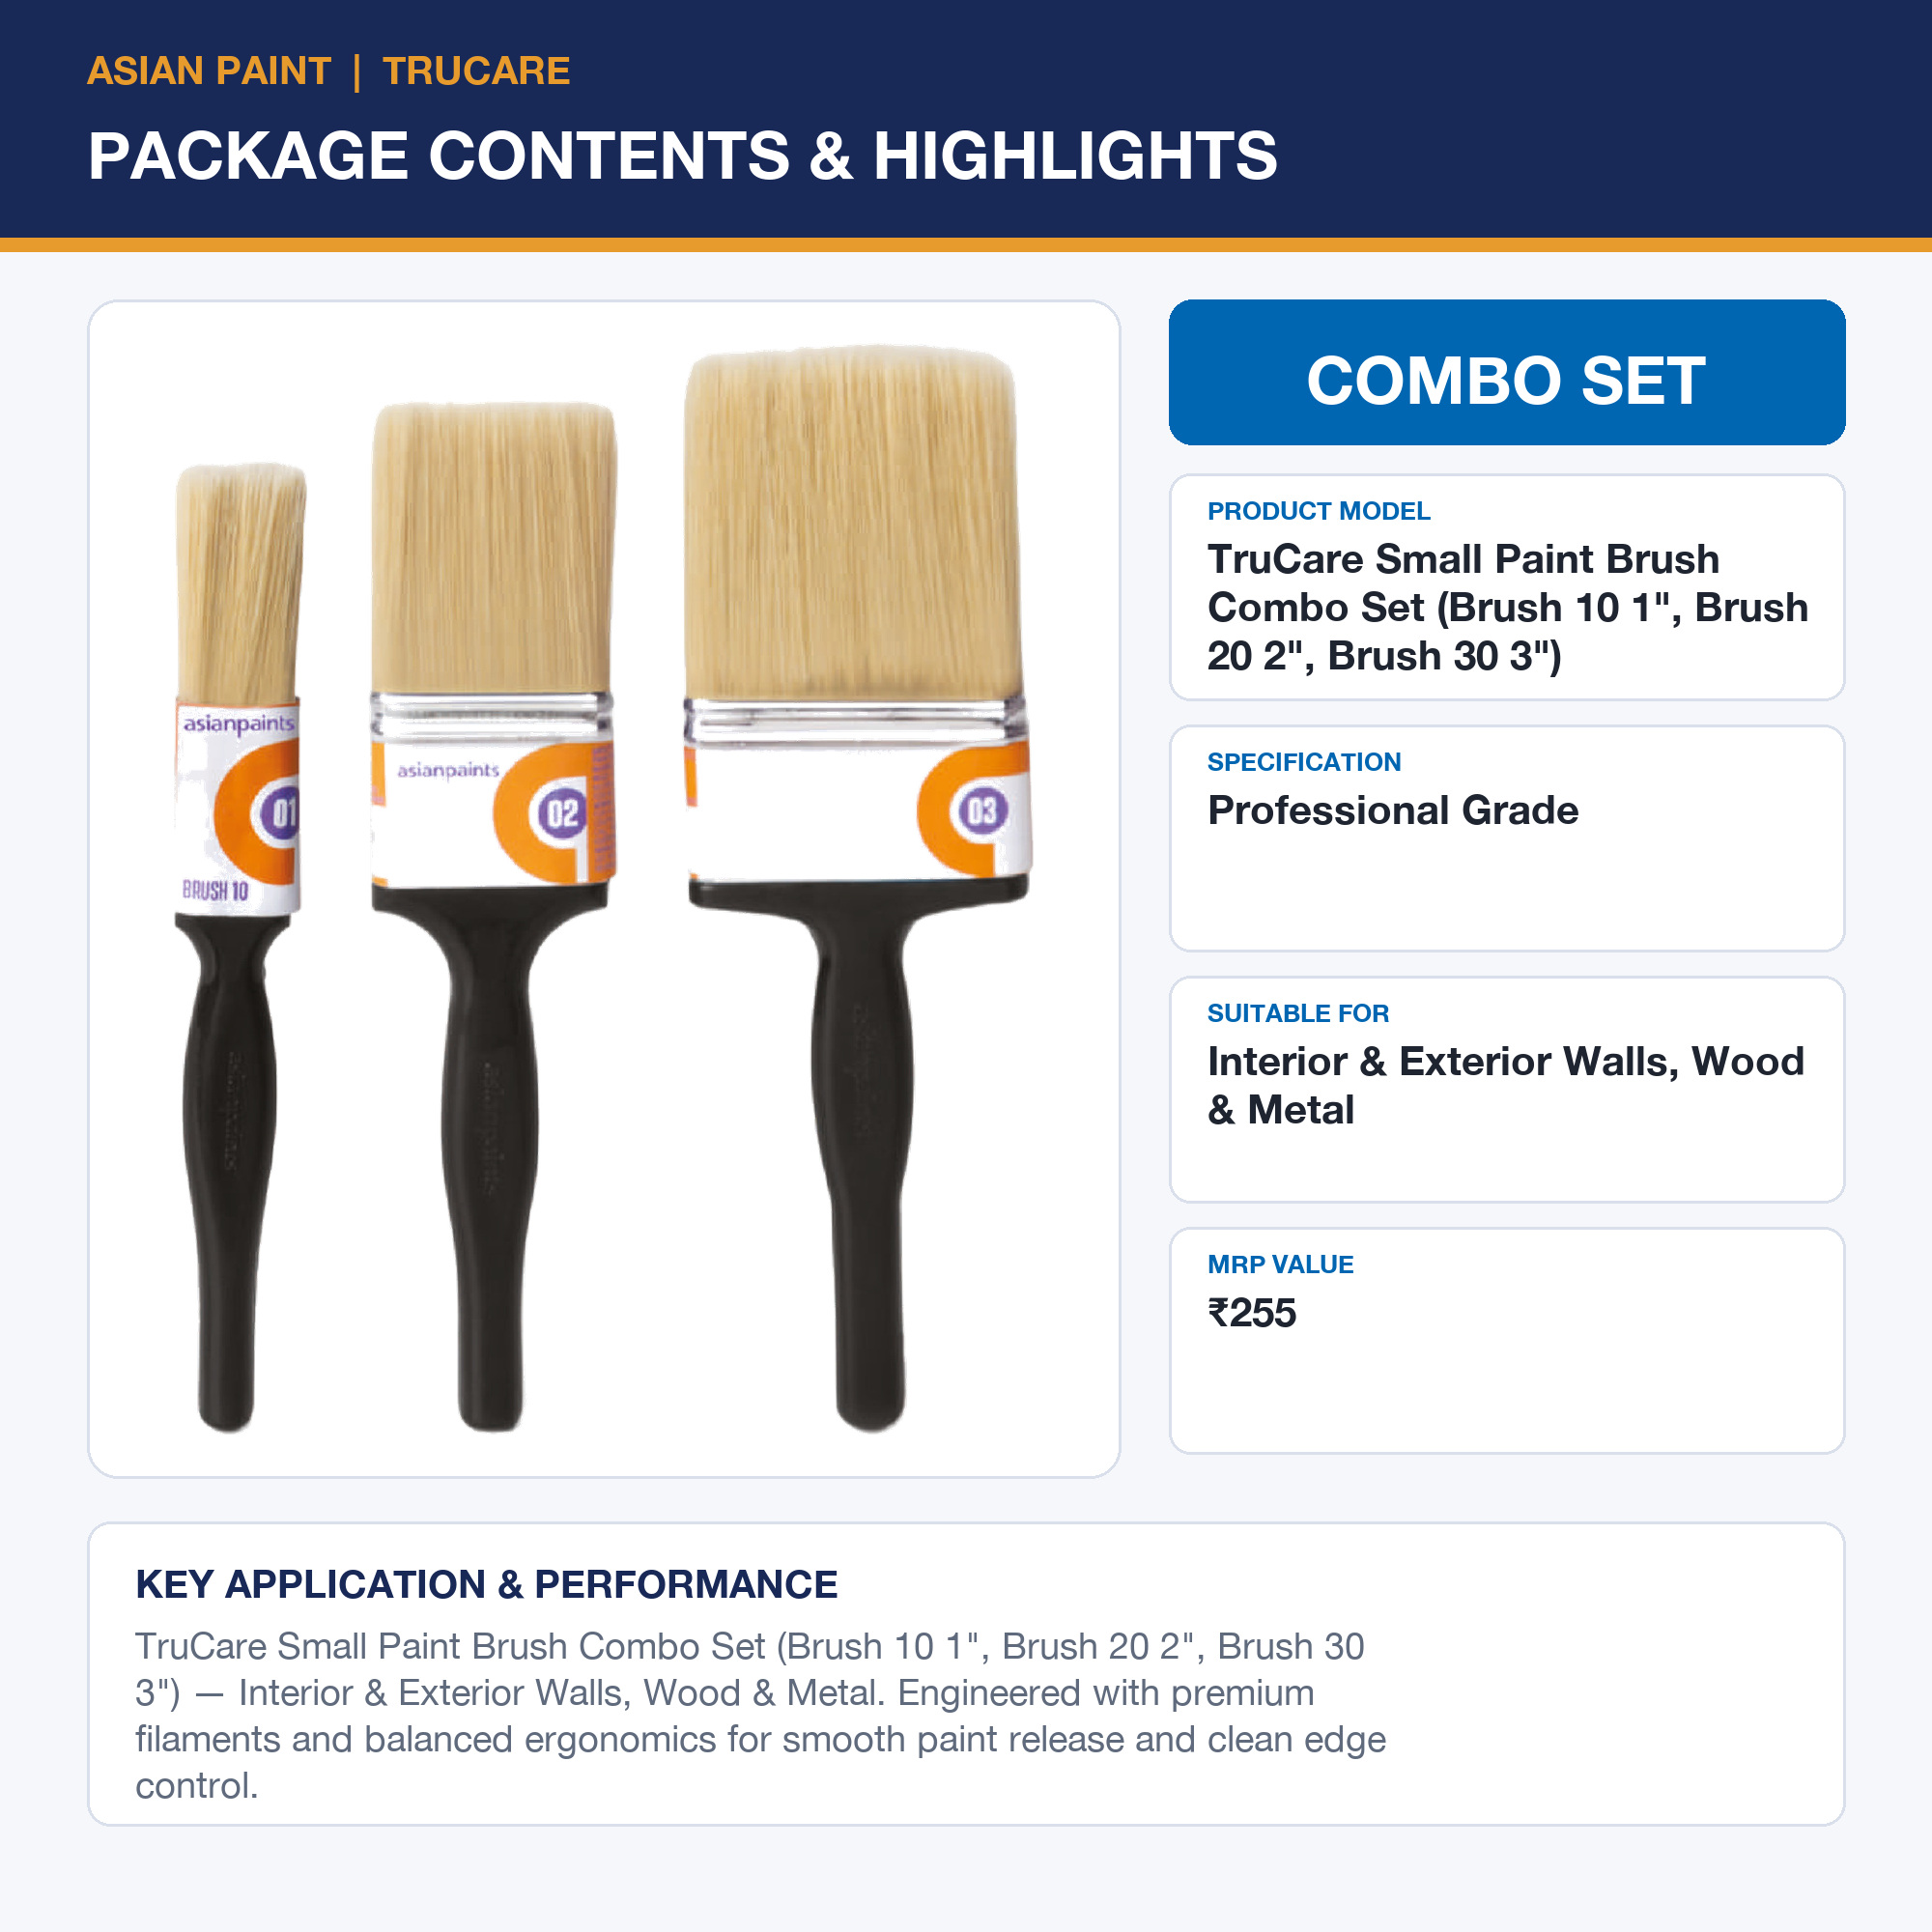 ASIAN PAINT | TRUCARE
PACKAGE CONTENTS & HIGHLIGHTS
asianpaints
01
BRUSH 10
asianpaints
02
03
COMBO SET
PRODUCT MODEL
TruCare Small Paint Brush
Combo Set (Brush 10 1", Brush
20 2", Brush 30 3")
SPECIFICATION
Professional Grade
SUITABLE FOR
Interior & Exterior Walls, Wood
& Metal
MRP VALUE
₹255
KEY APPLICATION & PERFORMANCE
TruCare Small Paint Brush Combo Set (Brush 10 1", Brush 20 2", Brush 30
3") — Interior & Exterior Walls, Wood & Metal. Engineered with premium
filaments and balanced ergonomics for smooth paint release and clean edge
control.